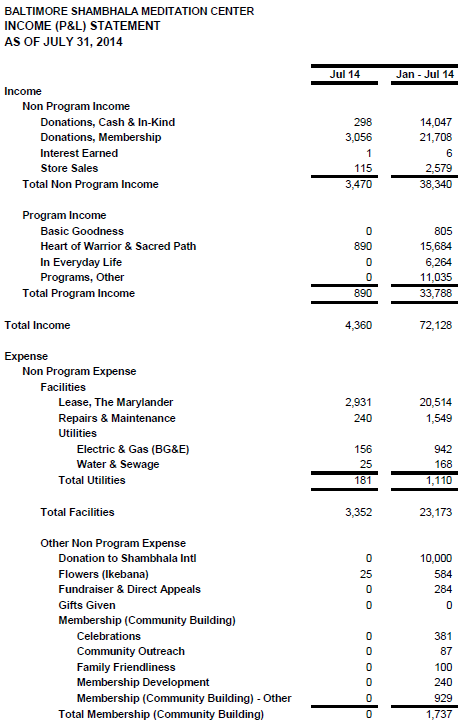 BALTIMORE SHAMBHALA MEDITATION CENTER
INCOME (P&L) STATEMENT
AS OF JULY 31, 2014
Jul 14 Jan - Jul 14
Income
Non Program Income
Donations, Cash & In-Kind 298 14,047
Donations, Membership 3,056 21,708
Interest Earned 1 6
Store Sales 115 2,579
Total Non Program Income 3,470 38,340
Program Income
Basic Goodness 0 805
Heart of Warrior & Sacred Path 890 15,684
In Everyday Life 0 6,264
Programs, Other 0 11,035
Total Program Income 890 33,788
Total Income 4,360 72,128
Expense
Non Program Expense
Facilities
Lease, The Marylander 2,931 20,514
Repairs & Maintenance 240 1,549
Utilities
Electric & Gas (BG&E) 156 942
Water & Sewage 25 168
Total Utilities 181 1,110
Total Facilities 3,352 23,173
Other Non Program Expense
Donation to Shambhala Intl 0 10,000
Flowers (Ikebana) 25 584
Fundraiser & Direct Appeals 0 284
Gifts Given 0 0
Membership (Community Building)
Celebrations 0 381
Community Outreach 0 87
Family Friendliness 0 100
Membership Development 0 240
Membership (Community Building) - Other 0 929
Total Membership (Community Building) 0 1,737